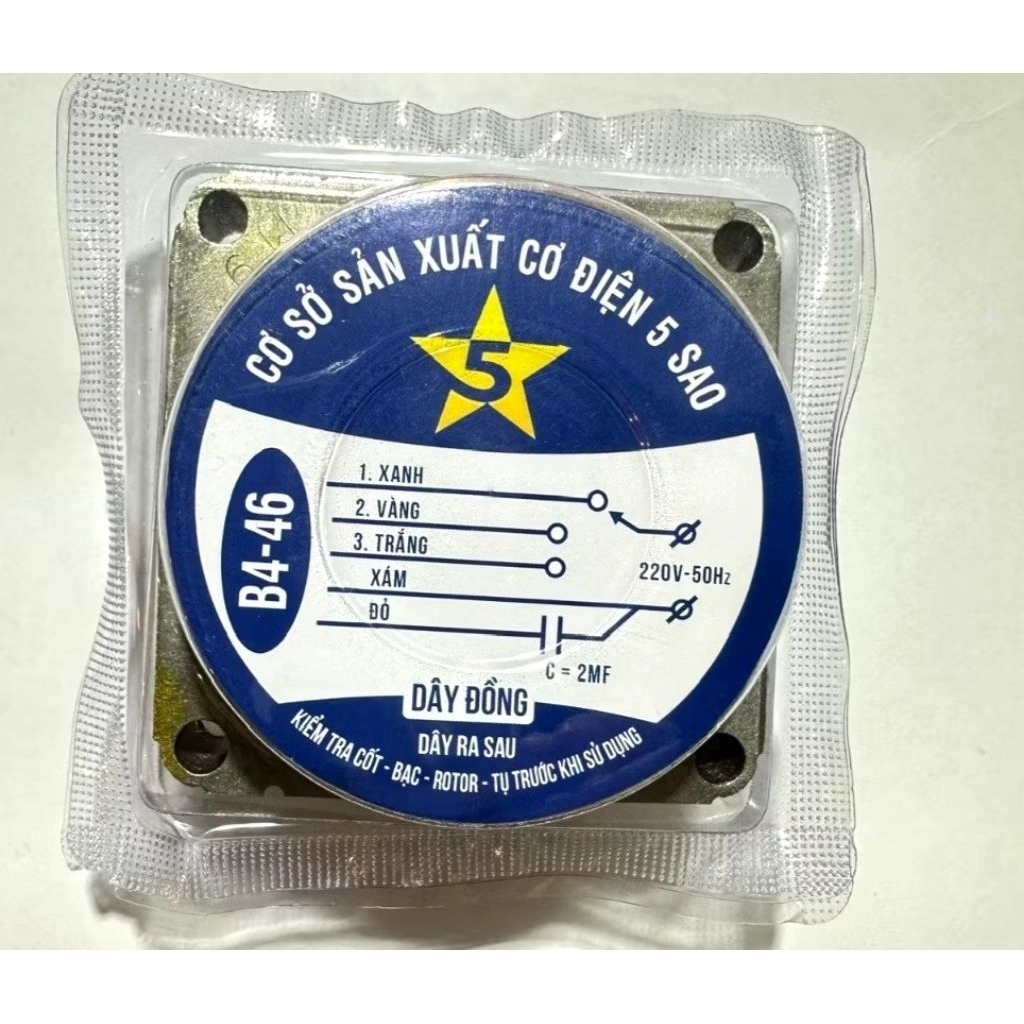 CƠ SỞ SẢN XUẤT CƠ ĐIỆN 5 SAO
5
B4-46
1. XANH
2. VÀNG
3. TRẮNG
XÁM
ĐỎ
220V-50Hz
C = 2MF
DÂY ĐỒNG
DÂY RA SAU
KIỂM TRA CỐT - BẠC - ROTOR - TỤ TRƯỚC KHI SỬ DỤNG